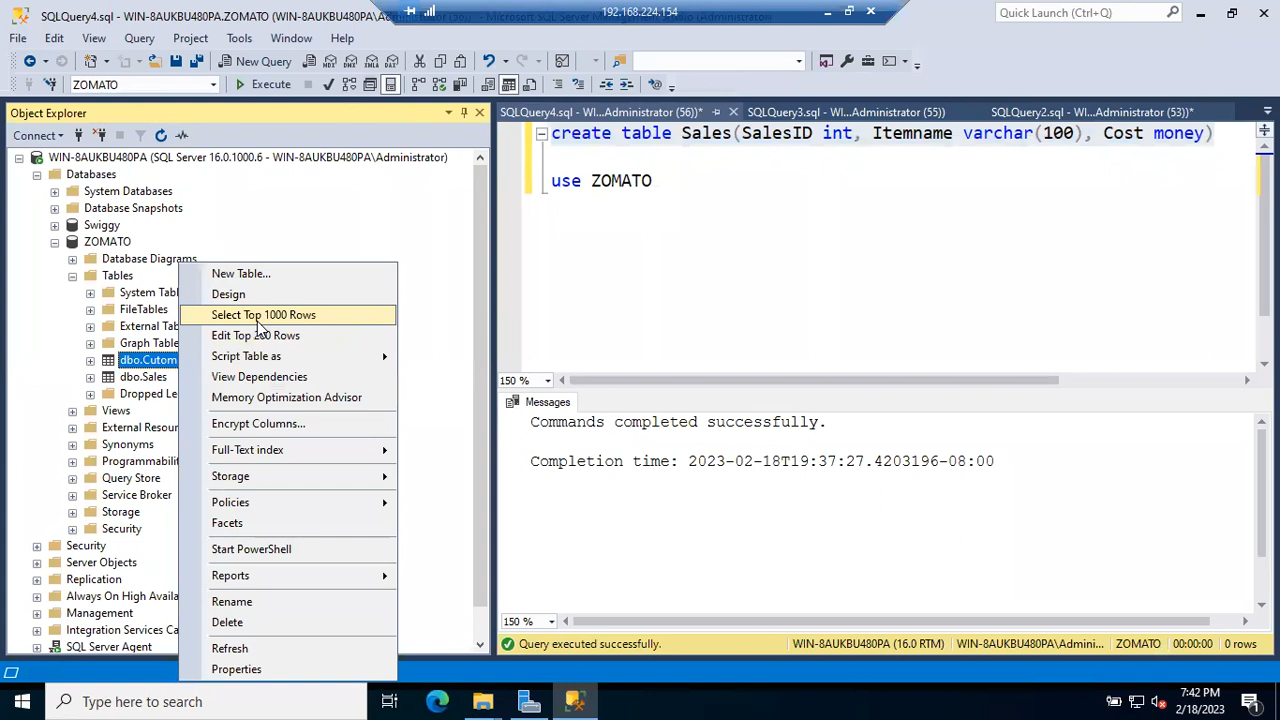 SQLQuery4.sql - WIN-8AUKBU480PA.ZOMATO (WIN-8AUKBU480PA\Administrator
192.168.224.154
Quick Launch (Ctrl+Q)
File Edit View Query Project Tools Window Help
New Query
ZOMATO
Execute
Object Explorer
Connect
WIN-8AUKBU480PA (SQL Server 16.0.1000.6 - WIN-8AUKBU480PA\Administrator)
Databases
System Databases
Database Snapshots
Swiggy
ZOMATO
Database Diagrams
Tables
System Tabl
FileTables
External Tab
Graph Table
dbo.Cutom
dbo.Sales
Dropped Le
Views
External Resour
Synonyms
Programmabilit
Query Store
Service Broker
Storage
Security
Security
Server Objects
Replication
Always On High Availa
Management
Integration Services Ca
SQL Server Agent
New Table...
Design
Select Top 1000 Rows
Edit Top 200 Rows
Script Table as
View Dependencies
Memory Optimization Advisor
Encrypt Columns...
Full-Text index
Storage
Policies
Facets
Start PowerShell
Reports
Rename
Delete
Refresh
Properties
SQLQuery4.sql - WI...Administrator (56))*
SQLQuery3.sql - WI...Administrator (55))
SQLQuery2.sql - WI...Administrator (53))*
create table Sales(SalesID int, Itemname varchar(100), Cost money)
use ZOMATO
150 %
Messages
Commands completed successfully.
Completion time: 2023-02-18T19:37:27.4203196-08:00
150 %
Query executed successfully.
WIN-8AUKBU480PA (16.0 RTM)
WIN-8AUKBU480PA\Admini...
ZOMATO
00:00:00
0 rows
Type here to search
7:42 PM
2/18/2023
1